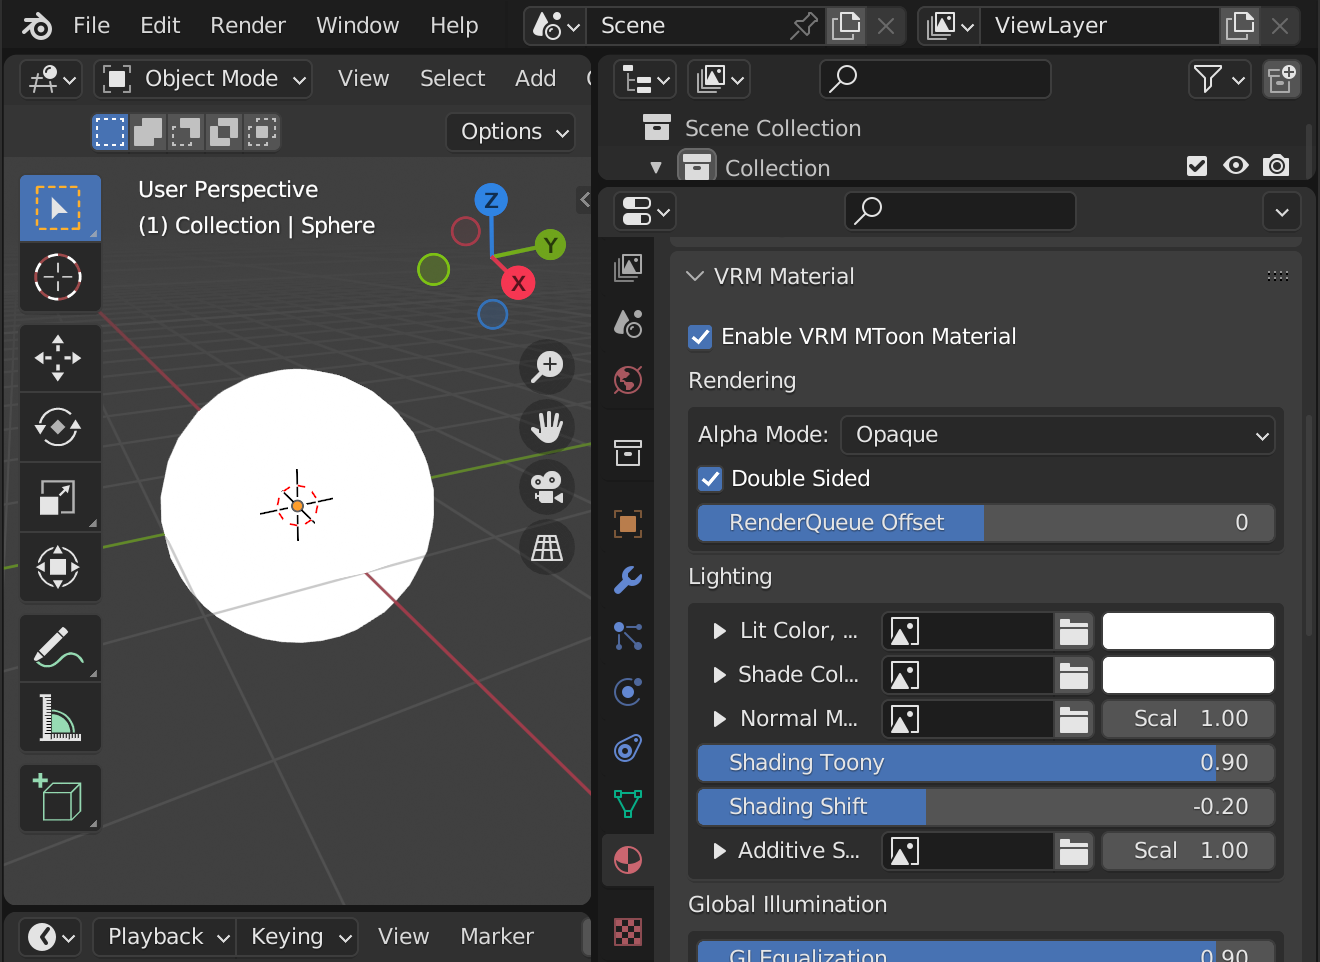 File Edit Render Window Help Scene ViewLayer
Object Mode View Select Add
Options
User Perspective
(1) Collection | Sphere
Z
Y
X
Playback Keying View Marker
Scene Collection
Collection
VRM Material
Enable VRM MToon Material
Rendering
Alpha Mode: Opaque
Double Sided
RenderQueue Offset 0
Lighting
Lit Color, ...
Shade Col...
Normal M... Scal 1.00
Shading Toony 0.90
Shading Shift -0.20
Additive S... Scal 1.00
Global Illumination
GI Equalization 0.90